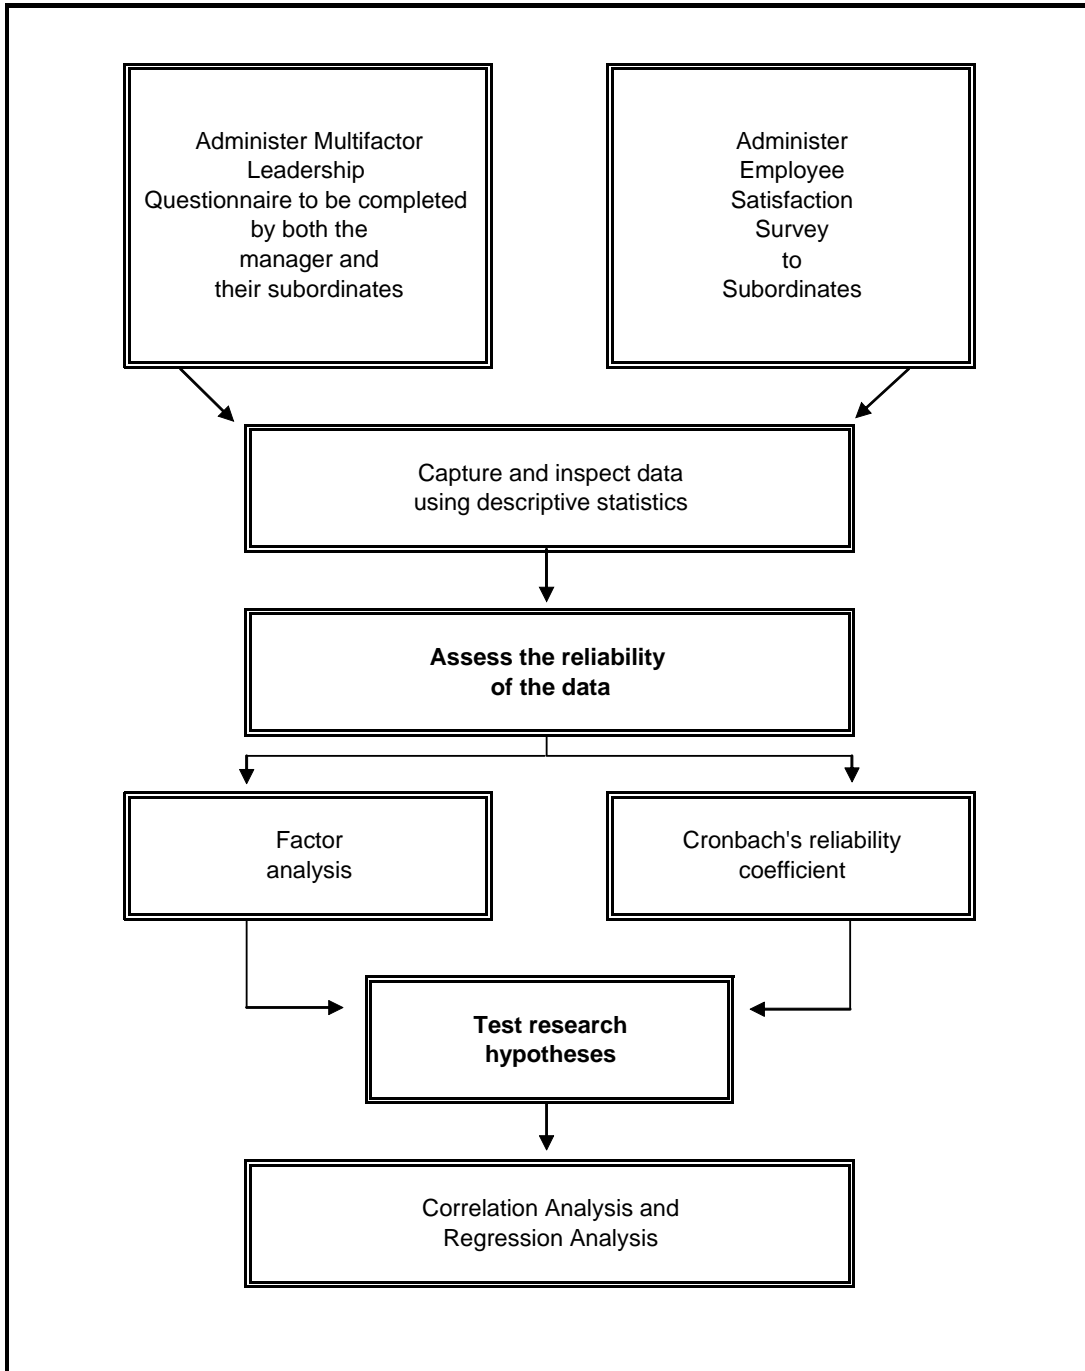 Administer Multifactor
Leadership
Questionnaire to be completed
by both the
manager and
their subordinates
Administer
Employee
Satisfaction
Survey
to
Subordinates
Capture and inspect data
using descriptive statistics
Assess the reliability
of the data
Factor
analysis
Cronbach's reliability
coefficient
Test research
hypotheses
Correlation Analysis and
Regression Analysis